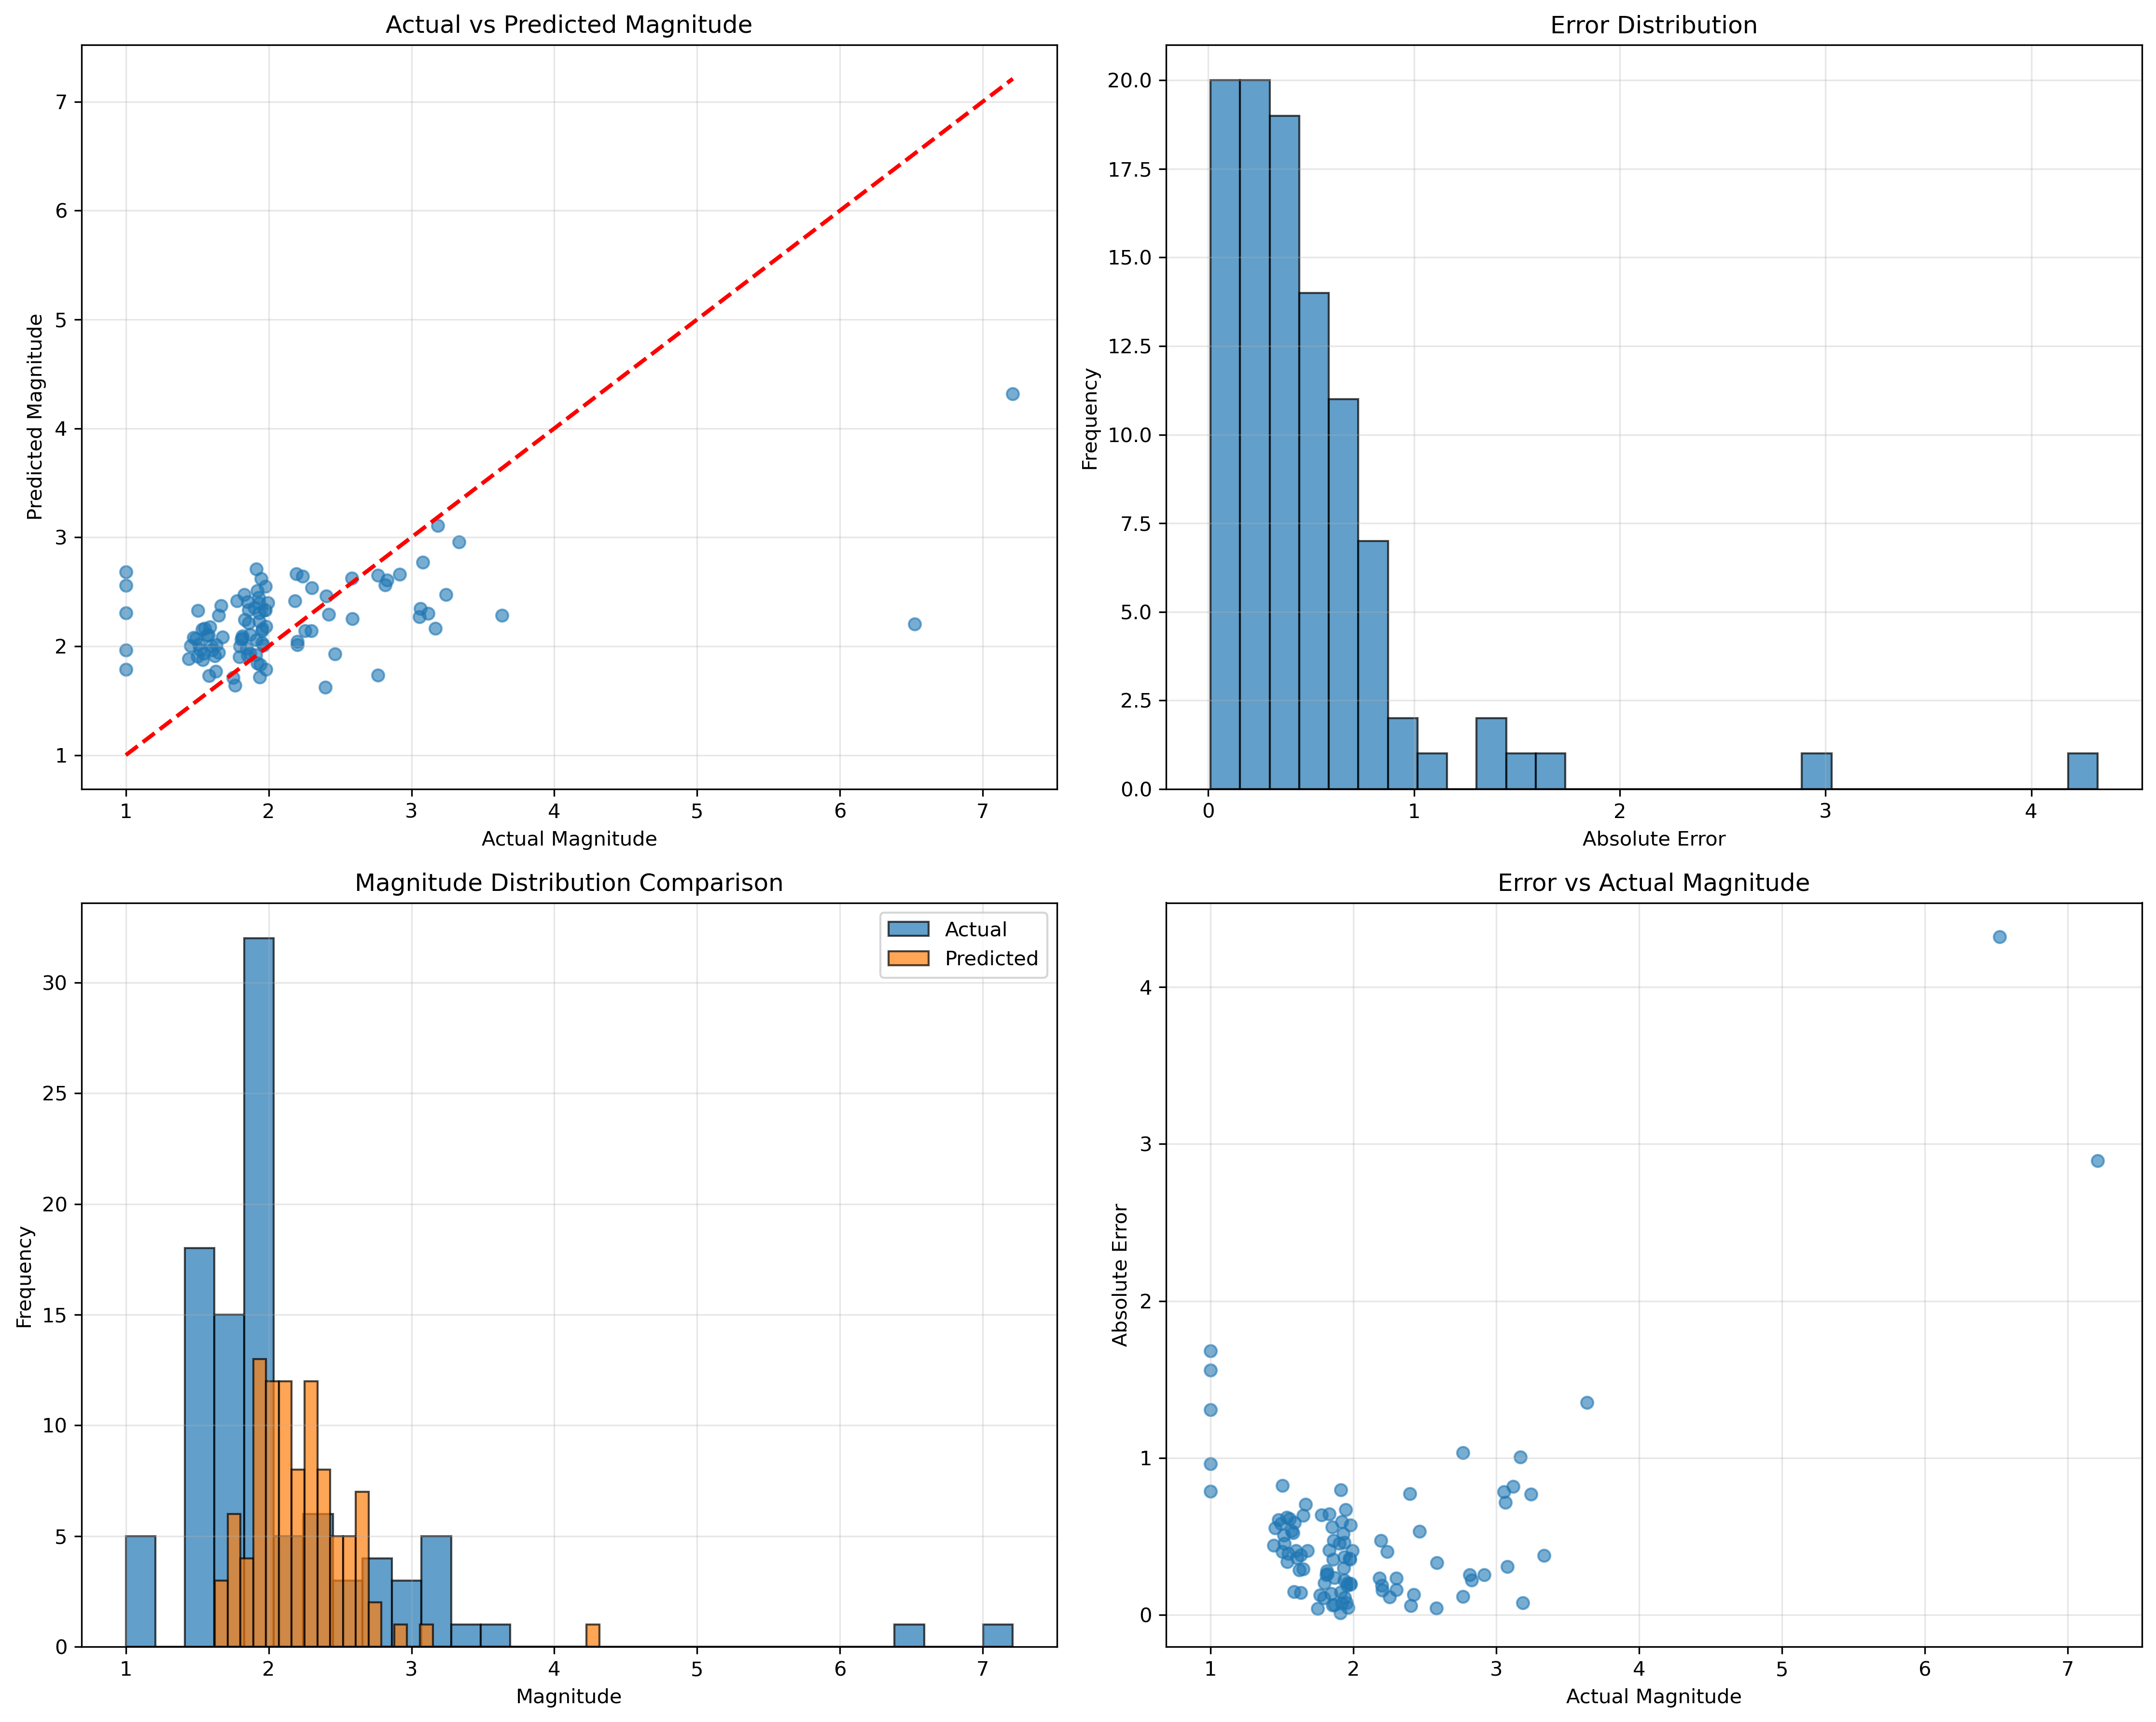 Actual vs Predicted Magnitude
Predicted Magnitude
7
6
5
4
3
2
1
1 2 3 4 5 6 7
Actual Magnitude
Error Distribution
Frequency
20.0
17.5
15.0
12.5
10.0
7.5
5.0
2.5
0.0
0 1 2 3 4
Absolute Error
Magnitude Distribution Comparison
Actual
Predicted
Frequency
30
25
20
15
10
5
0
1 2 3 4 5 6 7
Magnitude
Error vs Actual Magnitude
Absolute Error
4
3
2
1
0
1 2 3 4 5 6 7
Actual Magnitude